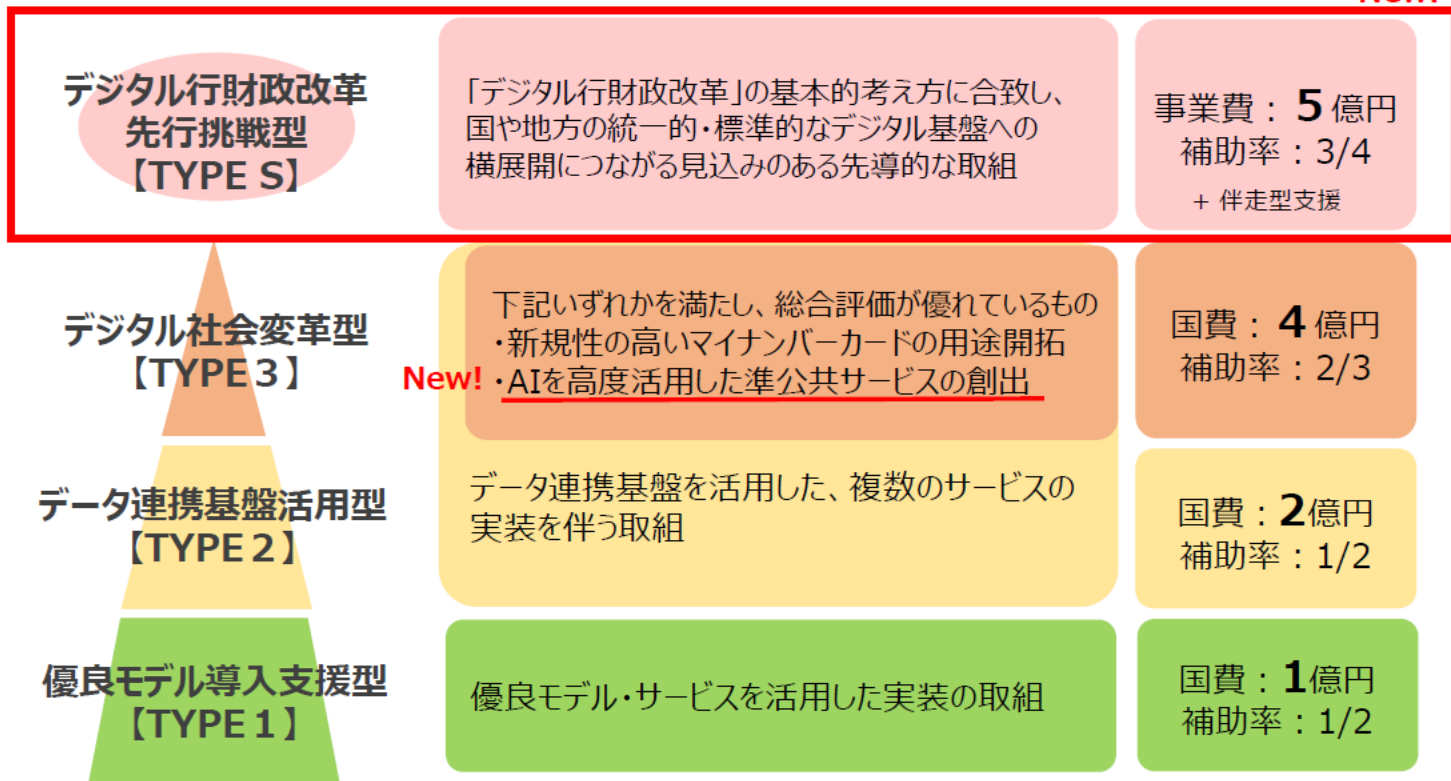 New!
デジタル行財政改革
先行挑戦型
【TYPE S】
「デジタル行財政改革」の基本的考え方に合致し、
国や地方の統一的・標準的なデジタル基盤への
横展開につながる見込みのある先導的な取組
事業費：5億円
補助率：3/4
+ 伴走型支援
デジタル社会変革型
【TYPE３】
下記いずれかを満たし、総合評価が優れているもの
・新規性の高いマイナンバーカードの用途開拓
New! ・AIを高度活用した準公共サービスの創出
国費：4億円
補助率：2/3
データ連携基盤活用型
【TYPE２】
データ連携基盤を活用した、複数のサービスの
実装を伴う取組
国費：2億円
補助率：1/2
優良モデル導入支援型
【TYPE１】
優良モデル・サービスを活用した実装の取組
国費：1億円
補助率：1/2